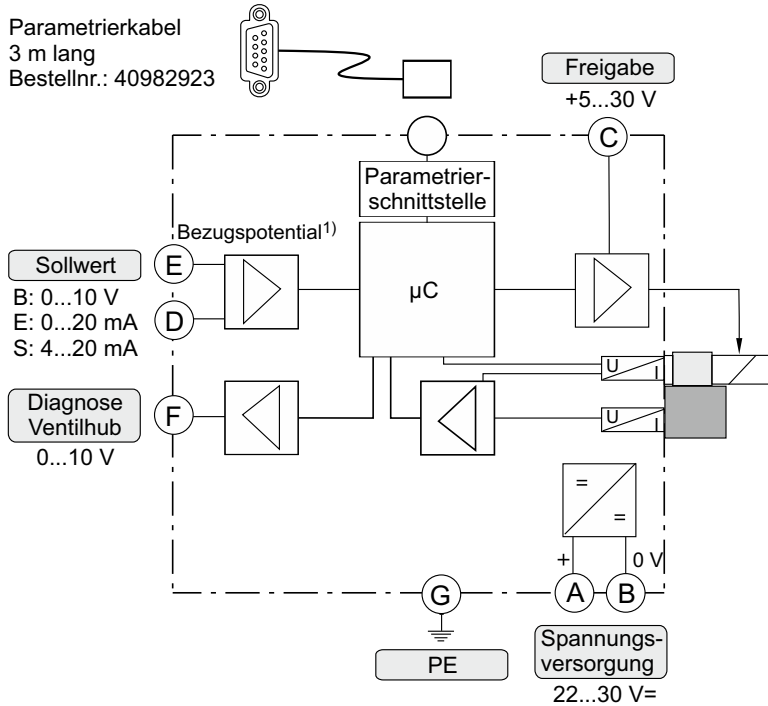 Parametrierkabel
3 m lang
Bestellnr.: 40982923
Freigabe
+5...30 V
C
Parametrier-
schnittstelle
Bezugspotential1)
E
Sollwert
B: 0...10 V
E: 0...20 mA
S: 4...20 mA
D
µC
U I
Diagnose
Ventilhub
0...10 V
F
U I
=
=
+
0 V
G
A
B
PE
Spannungs-
versorgung
22...30 V=